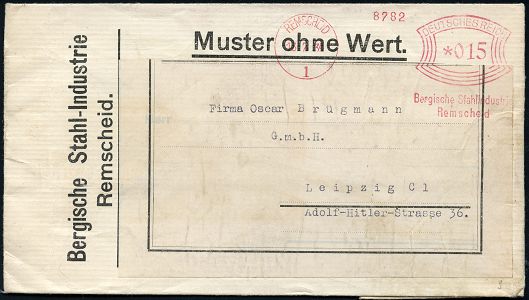 8782
REMSCHEID
1
DEUTSCHES REICH
*015
Bergische Stahlindustrie
Remscheid
Muster ohne Wert.
Bergische Stahl-Industrie
Remscheid.
Firma Oscar Brügmann
G.m.b.H.
Leipzig C1
Adolf-Hitler-Strasse 36.